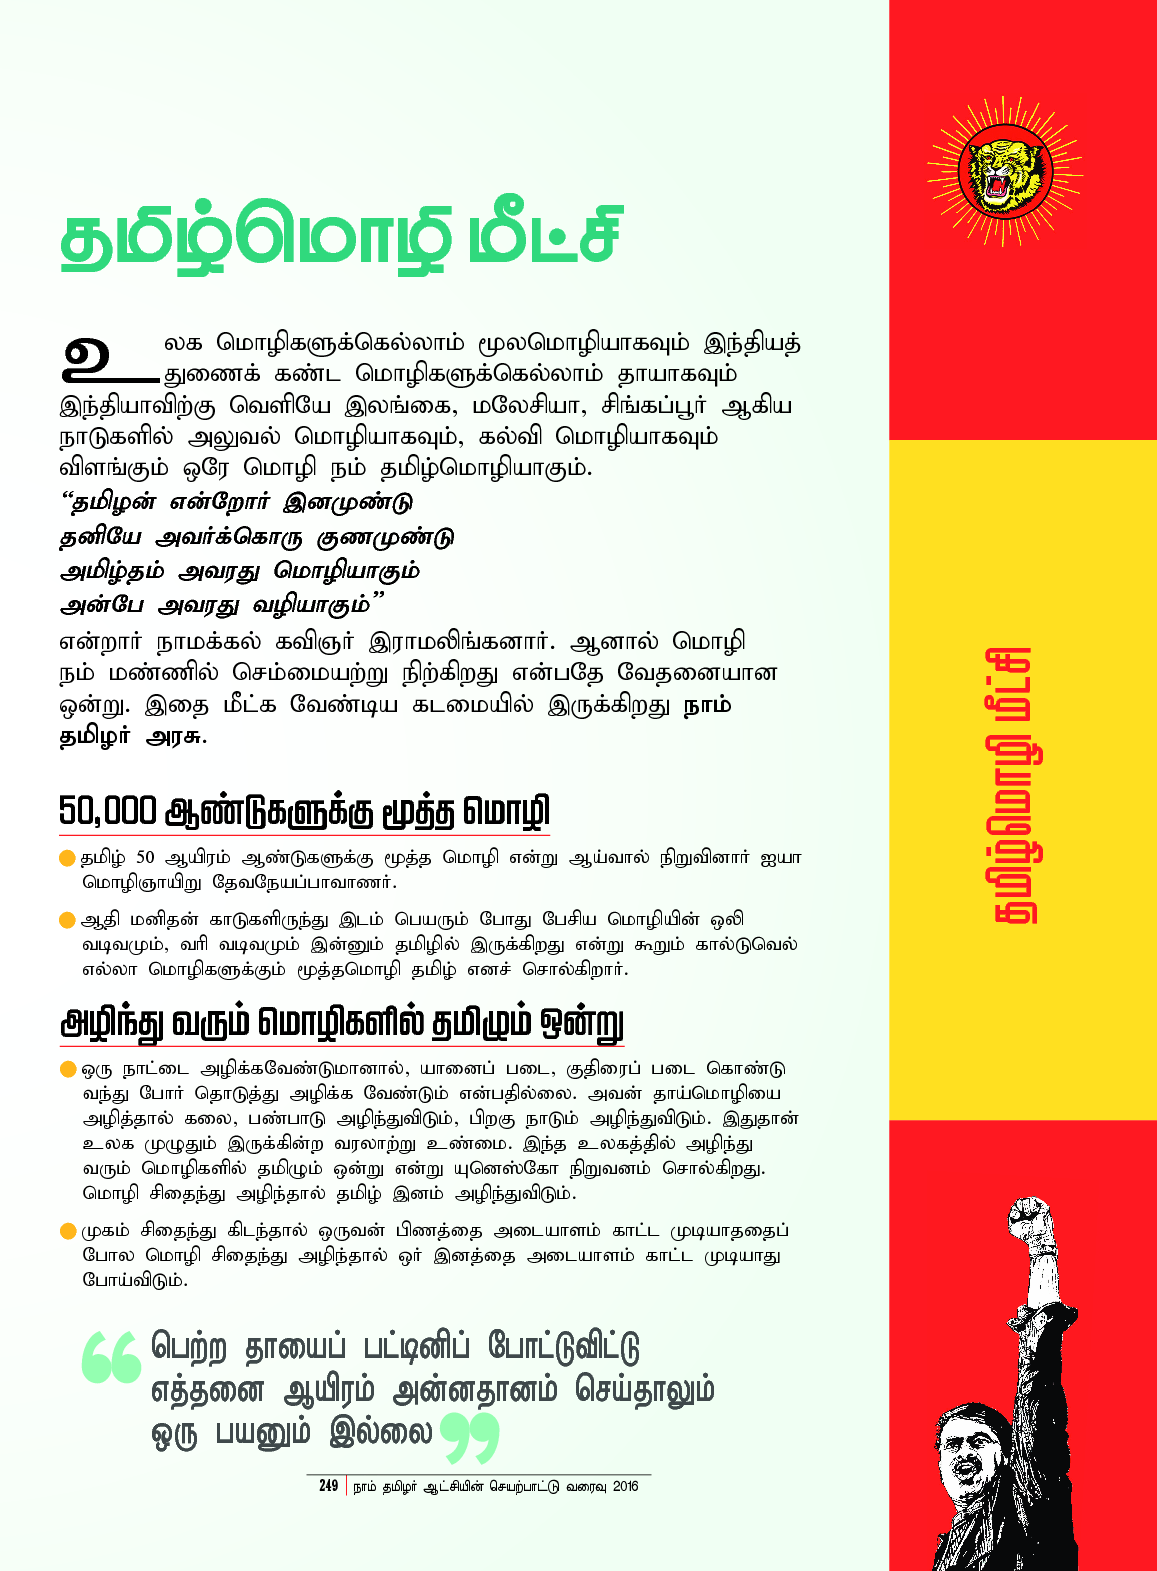 தமிழ்மொழி மீட்சி
உலக மொழிகளுக்கெல்லாம் மூலமொழியாகவும் இந்தியத்
துணைக் கண்ட மொழிகளுக்கெல்லாம் தாயாகவும்
இந்தியாவிற்கு வெளியே இலங்கை, மலேசியா, சிங்கப்பூர் ஆகிய
நாடுகளில் அலுவல் மொழியாகவும், கல்வி மொழியாகவும்
விளங்கும் ஒரே மொழி நம் தமிழ்மொழியாகும்.
“தமிழன் என்றோர் இனமுண்டு
தனியே அவர்க்கொரு குணமுண்டு
அமிழ்தம் அவரது மொழியாகும்
அன்பே அவரது வழியாகும்”
என்றார் நாமக்கல் கவிஞர் இராமலிங்கனார். ஆனால் மொழி
நம் மண்ணில் செம்மையற்று நிற்கிறது என்பதே வேதனையான
ஒன்று. இதை மீட்க வேண்டிய கடமையில் இருக்கிறது நாம்
தமிழர் அரசு.
50,000 ஆண்டுகளுக்கு மூத்த மொழி
தமிழ் 50 ஆயிரம் ஆண்டுகளுக்கு மூத்த மொழி என்று ஆய்வால் நிறுவினார் ஐயா
மொழிஞாயிறு தேவநேயப்பாவாணர்.
ஆதி மனிதன் காடுகளிருந்து இடம் பெயரும் போது பேசிய மொழியின் ஒலி
வடிவமும், வரி வடிவமும் இன்னும் தமிழில் இருக்கிறது என்று கூறும் கால்டுவெல்
எல்லா மொழிகளுக்கும் மூத்தமொழி தமிழ் எனச் சொல்கிறார்.
அழிந்து வரும் மொழிகளில் தமிழும் ஒன்று
ஒரு நாட்டை அழிக்கவேண்டுமானால், யானைப் படை, குதிரைப் படை கொண்டு
வந்து போர் தொடுத்து அழிக்க வேண்டும் என்பதில்லை. அவன் தாய்மொழியை
அழித்தால் கலை, பண்பாடு அழிந்துவிடும், பிறகு நாடும் அழிந்துவிடும். இதுதான்
உலக முழுதும் இருக்கின்ற வரலாற்று உண்மை. இந்த உலகத்தில் அழிந்து
வரும் மொழிகளில் தமிழும் ஒன்று என்று யுனெஸ்கோ நிறுவனம் சொல்கிறது.
மொழி சிதைந்து அழிந்தால் தமிழ் இனம் அழிந்துவிடும்.
முகம் சிதைந்து கிடந்தால் ஒருவன் பிணத்தை அடையாளம் காட்ட முடியாததைப்
போல மொழி சிதைந்து அழிந்தால் ஓர் இனத்தை அடையாளம் காட்ட முடியாது
போய்விடும்.
“பெற்ற தாயைப் பட்டினிப் போட்டுவிட்டு
எத்தனை ஆயிரம் அன்னதானம் செய்தாலும்
ஒரு பயனும் இல்லை”
249 | நாம் தமிழர் ஆட்சியின் செயற்பாட்டு வரைவு 2016
தமிழ்மொழி மீட்சி